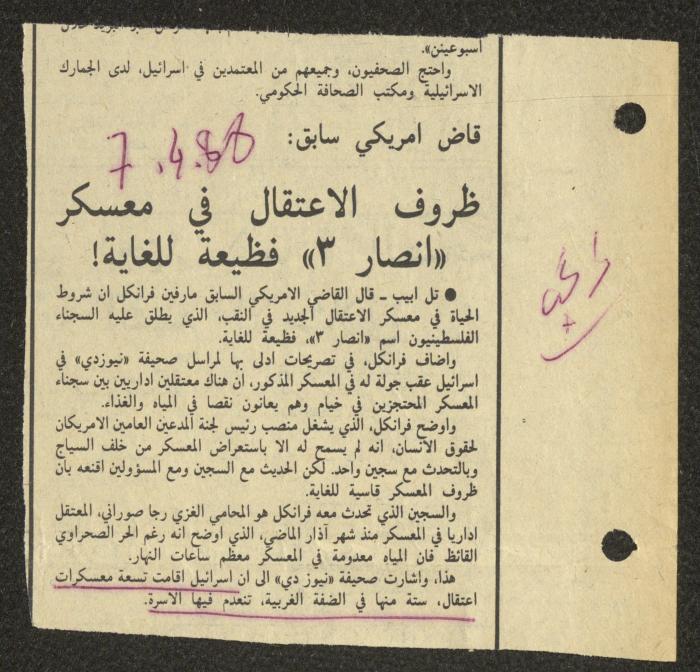 اسبوعينن».
واحتج الصحفيون، وجميعهم من المعتمدين في اسرائيل، لدى الجمارك
الاسرائيلية ومكتب الصحافة الحكومي.
قاض امريكي سابق:
7.4.88
ظروف الاعتقال في معسكر
«انصار ٣» فظيعة للغاية!
● تل ابيب ـ قال القاضي الامريكي السابق مارفين فرانكل ان شروط
الحياة في معسكر الاعتقال الجديد في النقب، الذي يطلق عليه السجناء
الفلسطينيون اسم «انصار ٣»، فظيعة للغاية.
واضاف فرانكل، في تصريحات ادلى بها لمراسل صحيفة «نيوزدي» في
اسرائيل عقب جولة له في المعسكر المذكور، ان هناك معتقلين اداريين بين سجناء
المعسكر المحتجزين في خيام وهم يعانون نقصا في المياه والغذاء.
واوضح فرانكل، الذي يشغل منصب رئيس لجنة المدعين العامين الامريكان
لحقوق الانسان، انه لم يسمح له الا باستعراض المعسكر من خلف السياج
وبالتحدث مع سجين واحد. لكن الحديث مع السجين ومع المسؤولين اقنعه بان
ظروف المعسكر قاسية للغاية.
والسجين الذي تحدث معه فرانكل هو المحامي الغزي رجا صوراني، المعتقل
اداريا في المعسكر منذ شهر آذار الماضي، الذي اوضح انه رغم الحر الصحراوي
القائظ فان المياه معدومة في المعسكر معظم ساعات النهار.
هذا، واشارت صحيفة «نيوز دي» الى ان اسرائيل اقامت تسعة معسكرات
اعتقال، ستة منها في الضفة الغربية، تنعدم فيها الاسرة.